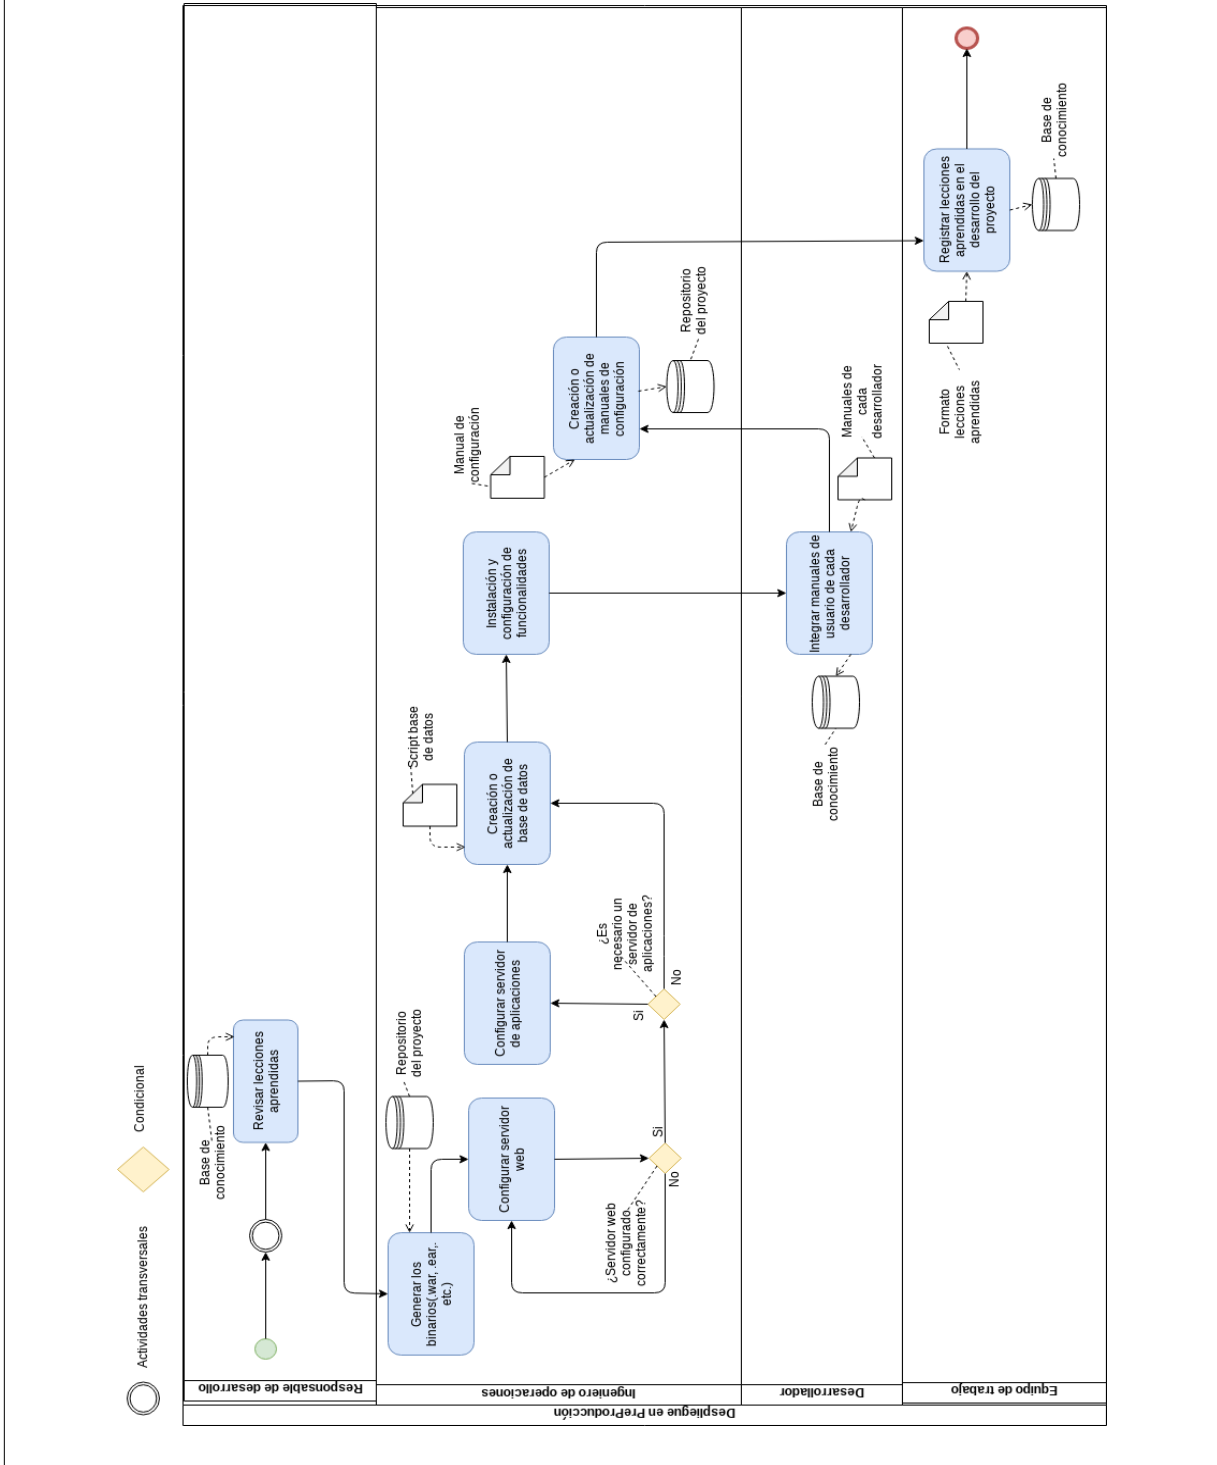 Actividades transversales
Condicional
Despliegue en PreProducción
Responsable de desarrollo
Base de
conocimiento
Revisar lecciones
aprendidas
Ingeniero de operaciones
Generar los
binarios(.war, .ear,.
etc.)
Repositorio
del proyecto
Configurar servidor
web
¿Servidor web
configurado
correctamente?
No
Si
Configurar servidor
de aplicaciones
¿Es
necesario un
servidor de
aplicaciones?
Si
No
Script base
de datos
Creación o
actualización de
base de datos
Instalación y
configuración de
funcionalidades
Manual de
configuración
Creación o
actualización de
manuales de
configuración
Repositorio
del proyecto
Desarrollador
Base de
conocimiento
Integrar manuales de
usuario de cada
desarrollador
Manuales de
cada
desarrollador
Equipo de trabajo
Formato
lecciones
aprendidas
Registrar lecciones
aprendidas en el
desarrollo del
proyecto
Base de
conocimiento